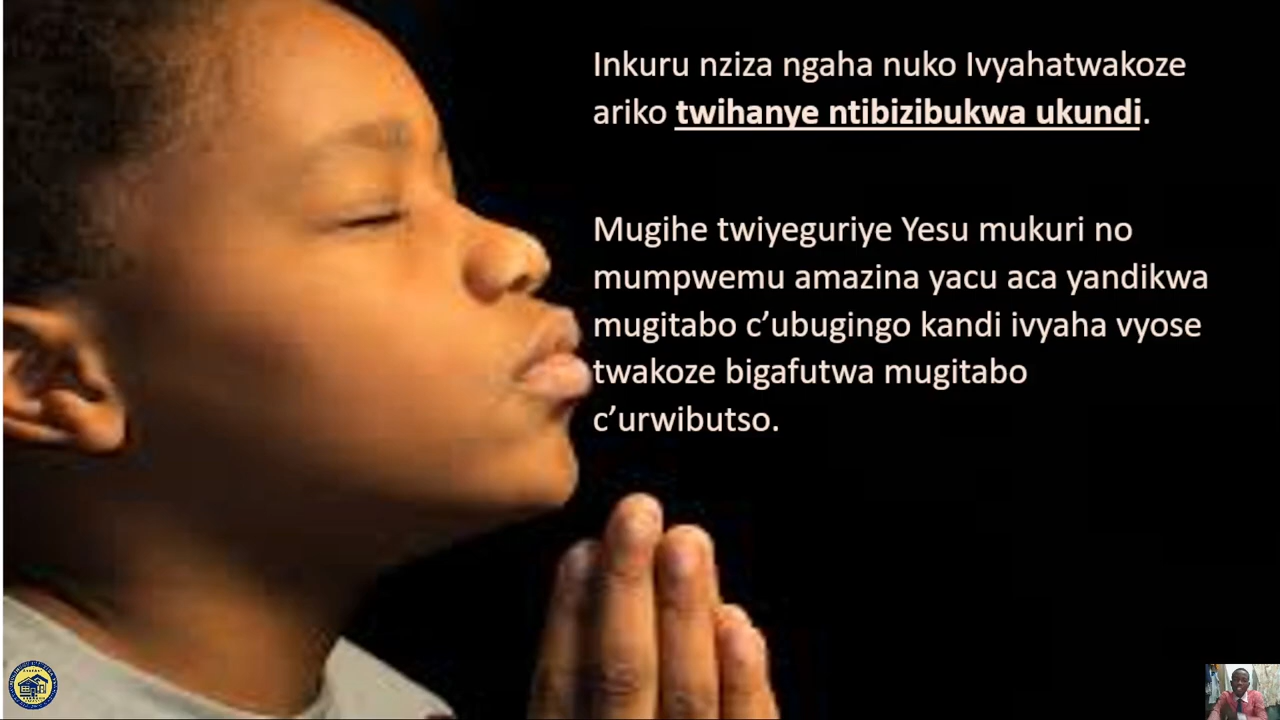 Inkuru nziza ngaha nuko Ivyahatwakoze
ariko twihanye ntibizibukwa ukundi.
Mugihe twiyeguriye Yesu mukuri no
mumpwemu amazina yacu aca yandikwa
mugitabo c’ubugingo kandi ivyaha vyose
twakoze bigafutwa mugitabo
c’urwibutso.